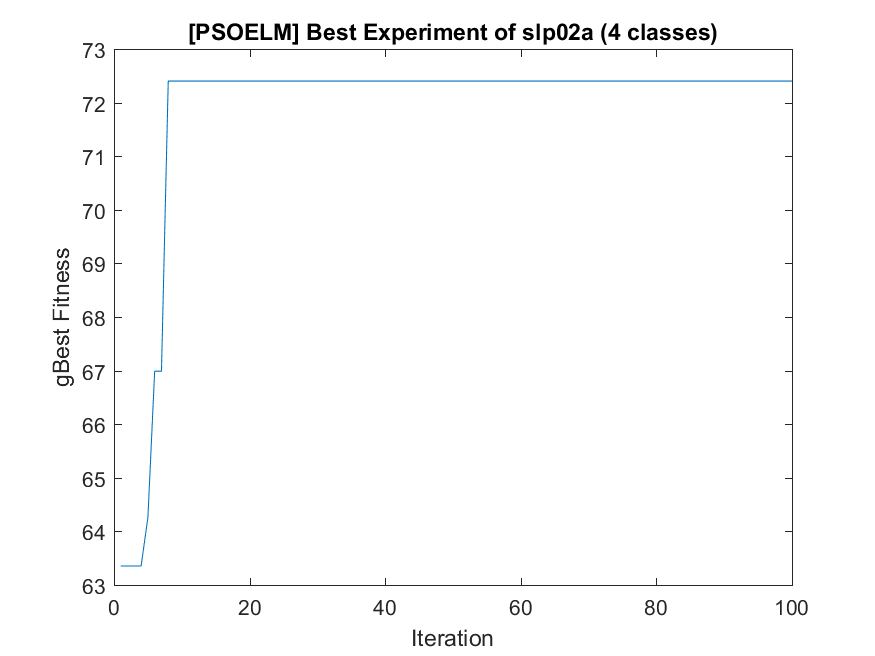 [PSOELM] Best Experiment of slp02a (4 classes)
73
72
71
70
69
68
67
66
65
64
63
gBest Fitness
0 20 40 60 80 100
Iteration